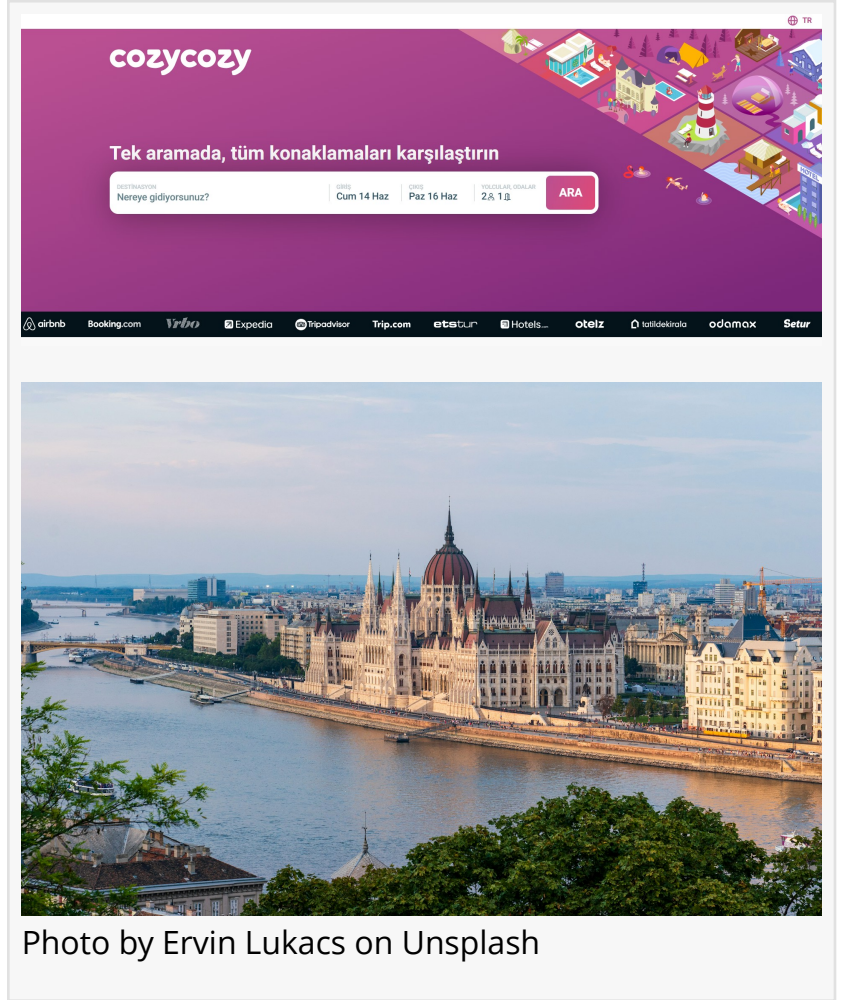 TR
cozycozy
Tek aramada, tüm konaklamaları karşılaştırın
DESTİNASYON
Nereye gidiyorsunuz?
GİRİŞ
Cum 14 Haz
ÇIKIŞ
Paz 16 Haz
YOLCULAR, ODALAR
2 1
ARA
HOTEL
airbnb Booking.com Vrbo Expedia Tripadvisor Trip.com etstur Hotels.... otelz tatildekirala odamax Setur
Photo by Ervin Lukacs on Unsplash